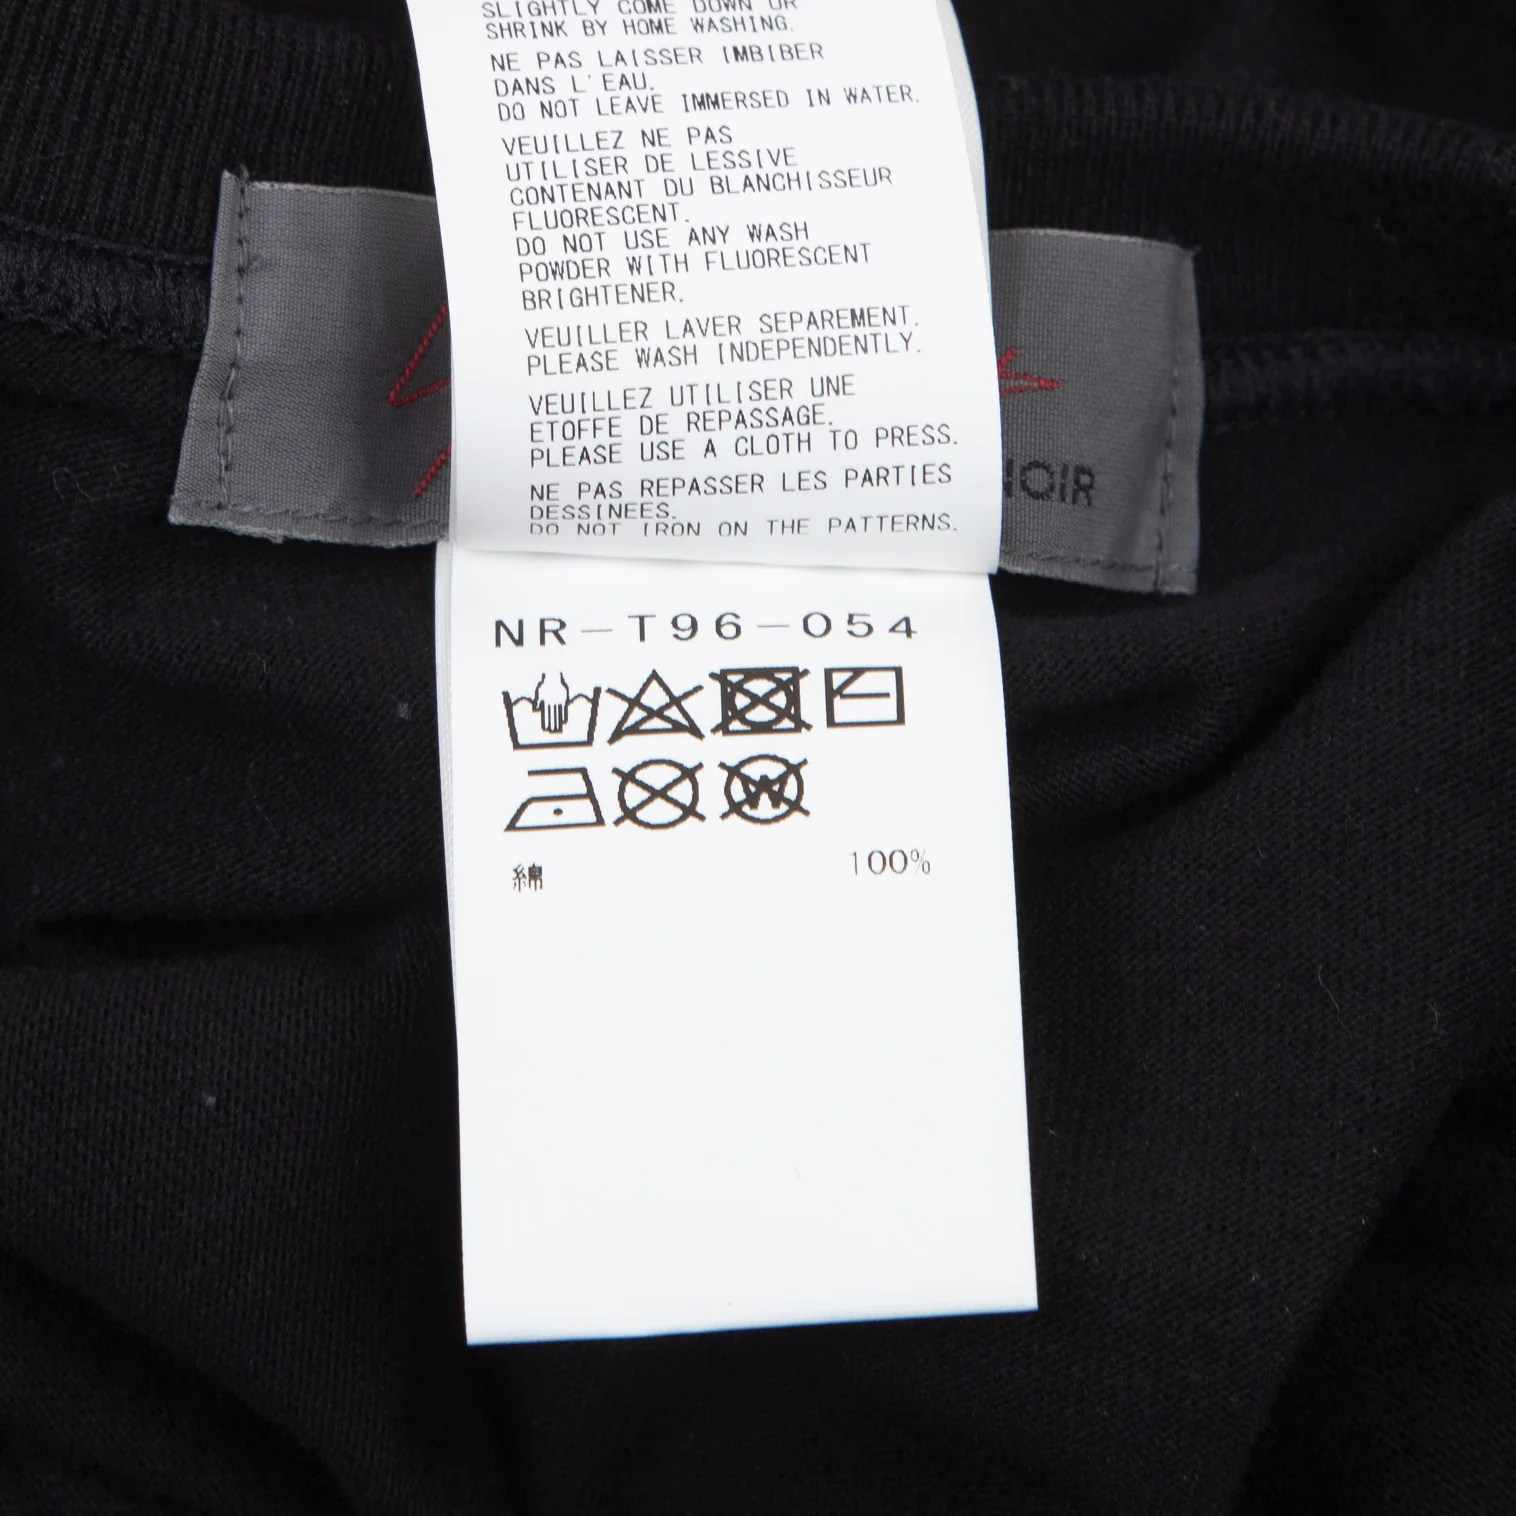 SLIGHTLY COME DOWN OR
SHRINK BY HOME WASHING.
NE PAS LAISSER IMBIBER
DANS L'EAU.
DO NOT LEAVE IMMERSED IN WATER.
VEUILLEZ NE PAS
UTILISER DE LESSIVE
CONTENANT DU BLANCHISSEUR
FLUORESCENT.
DO NOT USE ANY WASH
POWDER WITH FLUORESCENT
BRIGHTENER.
VEUILLER LAVER SEPAREMENT.
PLEASE WASH INDEPENDENTLY.
VEUILLEZ UTILISER UNE
ETOFFE DE REPASSAGE.
PLEASE USE A CLOTH TO PRESS.
NE PAS REPASSER LES PARTIES
DESSINEES.
DO NOT IRON ON THE PATTERNS.
NOIR
NR-T96-054
W
綿 100%